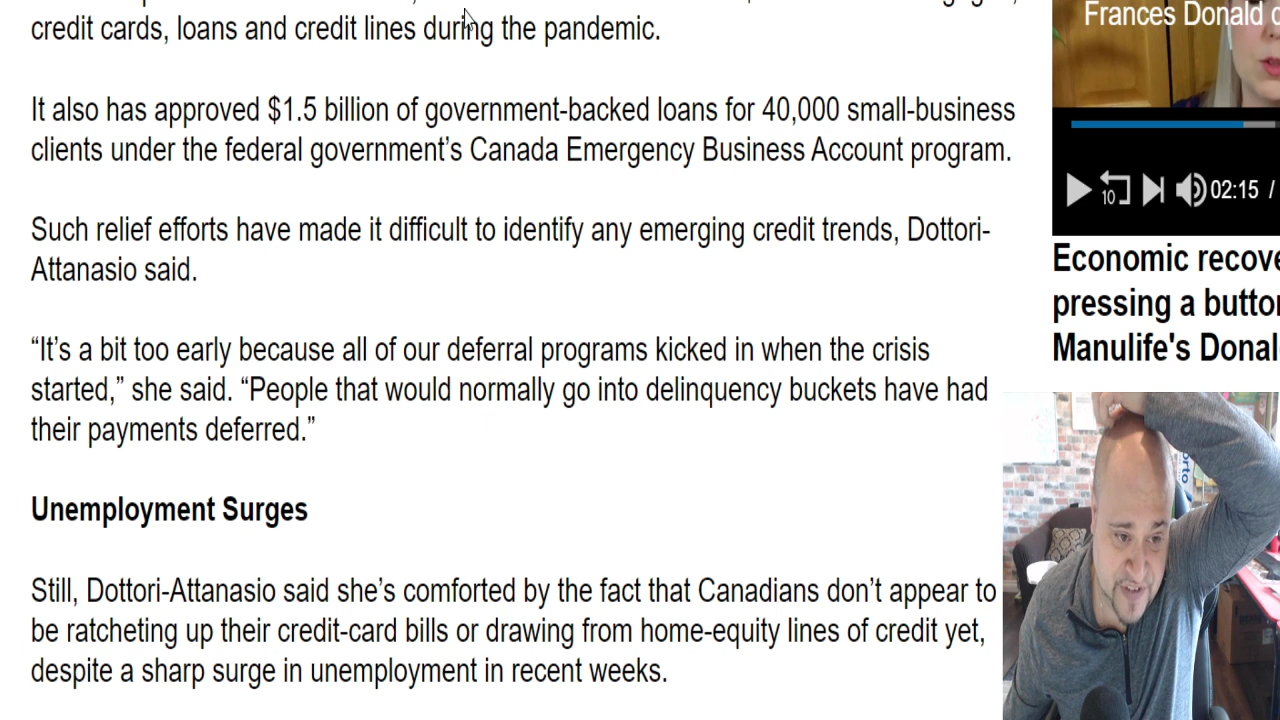 credit cards, loans and credit lines during the pandemic.
It also has approved $1.5 billion of government-backed loans for 40,000 small-business
clients under the federal government’s Canada Emergency Business Account program.
Such relief efforts have made it difficult to identify any emerging credit trends, Dottori-
Attanasio said.
“It’s a bit too early because all of our deferral programs kicked in when the crisis
started,” she said. “People that would normally go into delinquency buckets have had
their payments deferred.”
Unemployment Surges
Still, Dottori-Attanasio said she’s comforted by the fact that Canadians don’t appear to
be ratcheting up their credit-card bills or drawing from home-equity lines of credit yet,
despite a sharp surge in unemployment in recent weeks.
Frances Donald
10 02:15 /
Economic recove
pressing a butto
Manulife's Donal